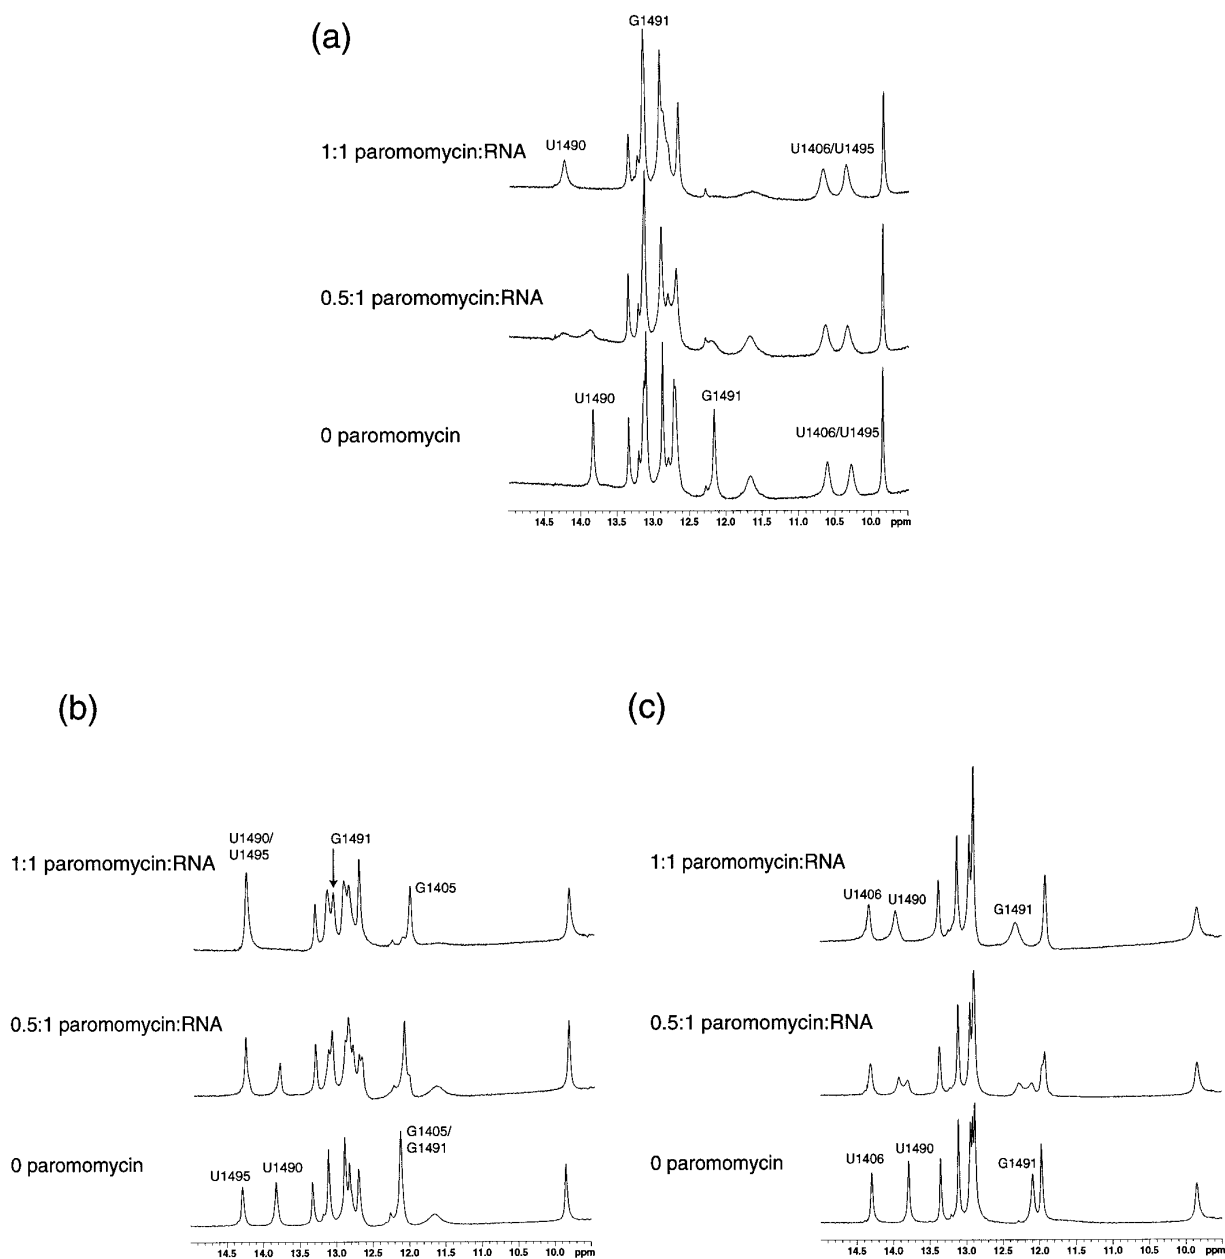 (a)
G1491
1:1 paromomycin:RNA
U1490
U1406/U1495
0.5:1 paromomycin:RNA
0 paromomycin
U1490
G1491
U1406/U1495
14.5 14.0 13.5 13.0 12.5 12.0 11.5 11.0 10.5 10.0 ppm
(b)
1:1 paromomycin:RNA
U1490/
U1495
G1491
G1405
0.5:1 paromomycin:RNA
0 paromomycin
U1495
U1490
G1405/
G1491
14.5 14.0 13.5 13.0 12.5 12.0 11.5 11.0 10.5 10.0 ppm
(c)
1:1 paromomycin:RNA
U1406
U1490
G1491
0.5:1 paromomycin:RNA
0 paromomycin
U1406
U1490
G1491
14.5 14.0 13.5 13.0 12.5 12.0 11.5 11.0 10.5 10.0 ppm